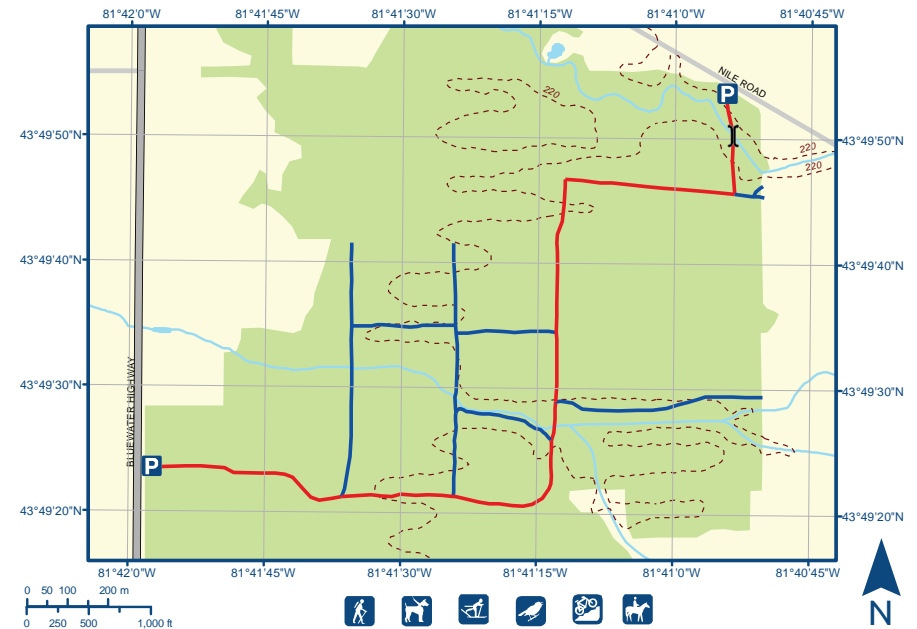 81°42'0"W 81°41'45"W 81°41'30"W 81°41'15"W 81°41'0"W 81°40'45"W
NILE ROAD
P
220
43°49'50"N 43°49'50"N
220
220
43°49'40"N 43°49'40"N
43°49'30"N 43°49'30"N
BLUEWATER HIGHWAY
P
43°49'20"N 43°49'20"N
81°42'0"W 81°41'45"W 81°41'30"W 81°41'15"W 81°41'0"W 81°40'45"W
0 50 100 200 m
0 250 500 1,000 ft
N